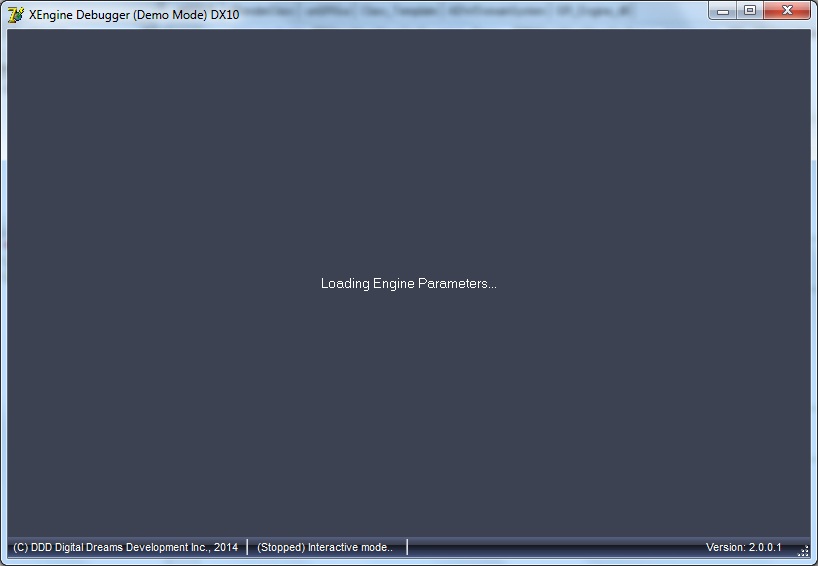 XEngine Debugger (Demo Mode) DX10
Loading Engine Parameters...
(C) DDD Digital Dreams Development Inc., 2014
(Stopped) Interactive mode..
Version: 2.0.0.1